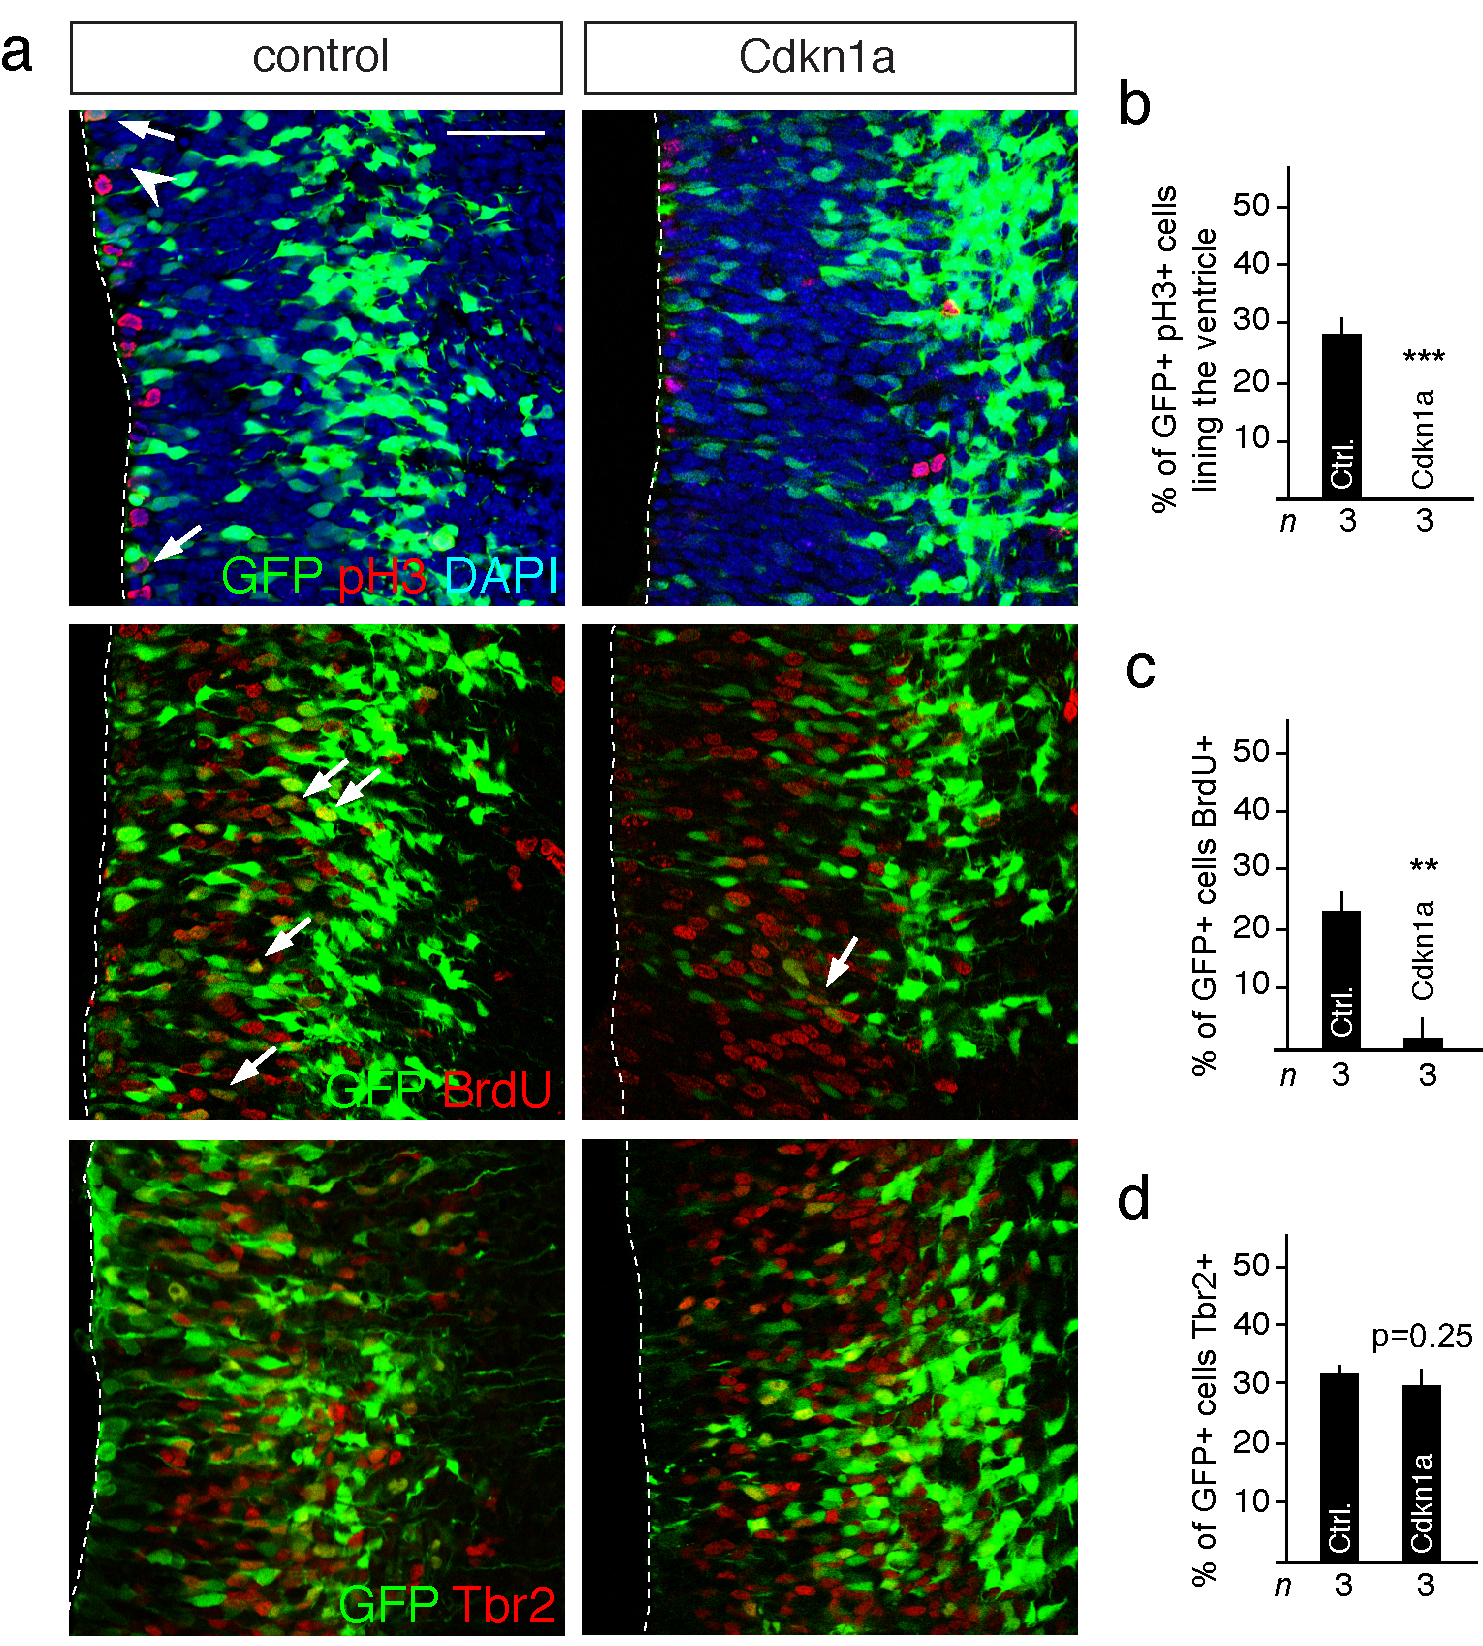 a
control
Cdkn1a
GFP pH3 DAPI
GFP BrdU
GFP Tbr2
b
% of GFP+ pH3+ cells
lining the ventricle
50
40
30
20
10
***
Ctrl.
Cdkn1a
n 3 3
c
% of GFP+ cells BrdU+
50
40
30
20
10
**
Ctrl.
Cdkn1a
n 3 3
d
% of GFP+ cells Tbr2+
50
40
30
20
10
p=0.25
Ctrl.
Cdkn1a
n 3 3